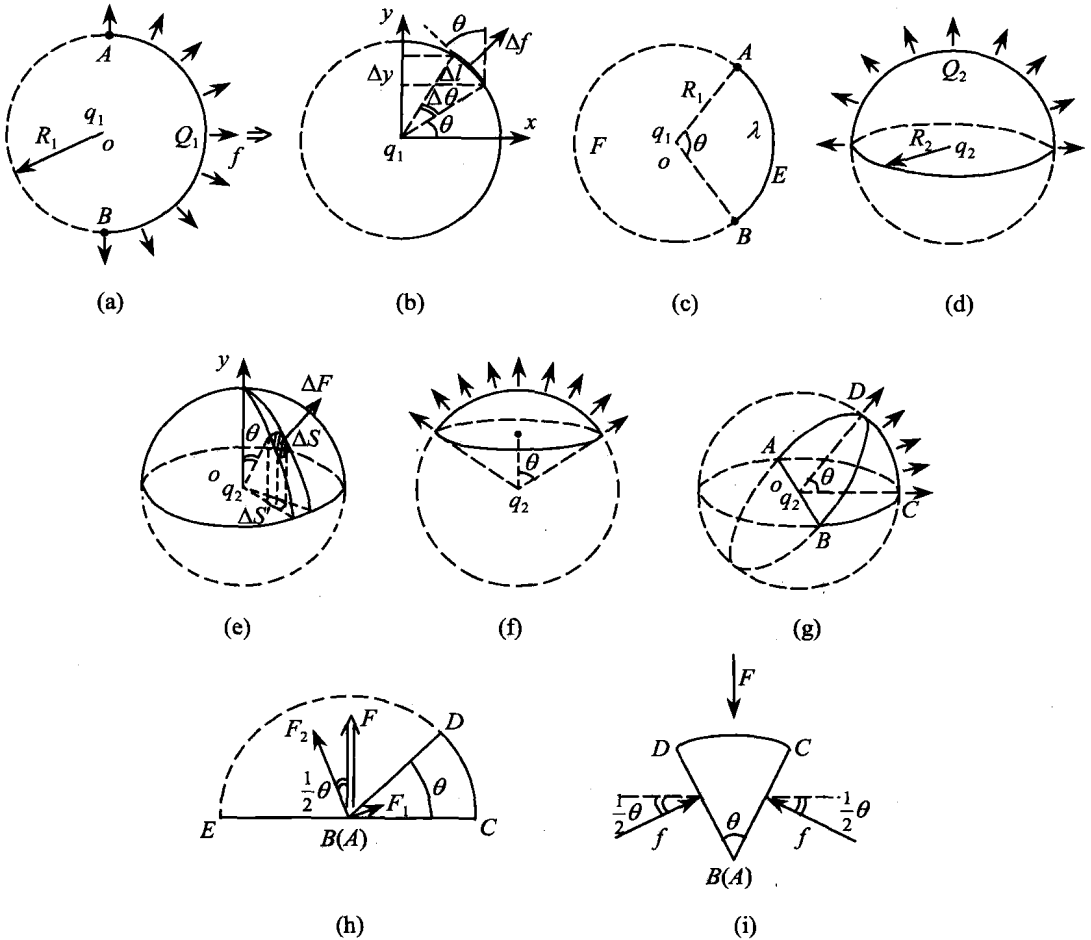 A
R₁
q₁
o
Q₁
B
f
(a)
y
θ
Δf
Δy
Δl
Δθ
θ
x
q₁
(b)
A
R₁
q₁
o
θ
F
λ
E
B
(c)
Q₂
R₂
q₂
(d)
y
ΔF
θ
ΔS
o
q₂
ΔS'
(e)
θ
q₂
(f)
D
A
o
q₂
θ
C
B
(g)
F₂
F
D
½θ
θ
F₁
E
B(A)
C
(h)
F
D
C
½θ
½θ
f
θ
f
B(A)
(i)